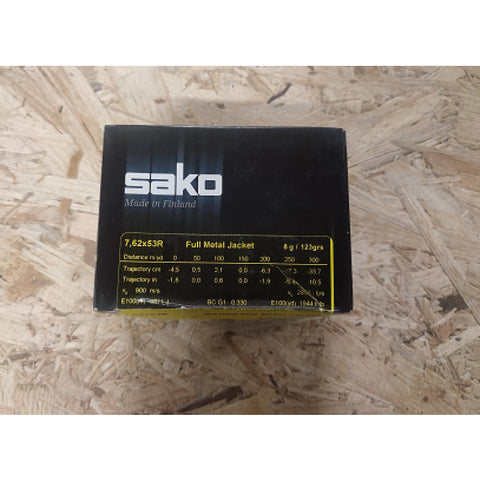 sako
Made in Finland
7,62x53R Full Metal Jacket 8 g / 123grs
Distance m-yd 0 50 100 150 200 250 300
Trajectory cm -4,5 0,5 2,1 0,0 -6,3 -17,3 -33,7
Trajectory in -1,8 0,0 0,6 0,0 -1,9 10,5
900 m/s fps
BC G1 0.330 E100(yd) 1944